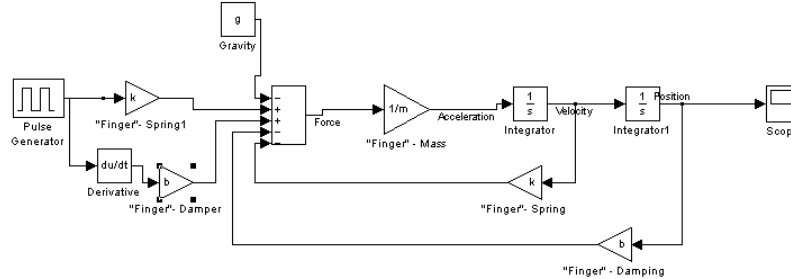 g
Gravity
k
"Finger"- Spring1
Pulse
Generator
du/dt
Derivative
b
"Finger"- Damper
−
+
+
−
−
Force
1/m
"Finger" - Mass
Acceleration
1
s
Integrator
Velocity
1
s
Integrator1
Position
Scop
k
"Finger"- Spring
b
"Finger" - Damping